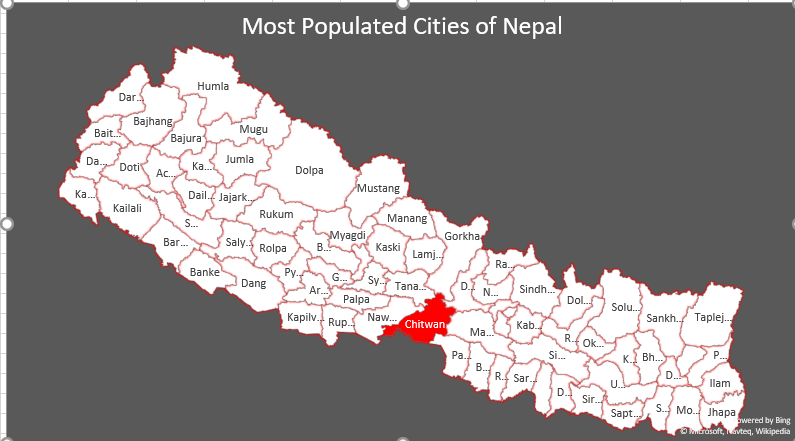 Most Populated Cities of Nepal
Humla
Dar...
Bajhang
Mugu
Bait...
Bajura
Da...
Doti
Ka...
Jumla
Ac...
Dolpa
Ka...
Dail...
Jajark...
Mustang
Kailali
Rukum
Manang
S...
Myagdi
Gorkha
Bar...
Saly...
Rolpa
B...
Kaski
Lamj...
Ra...
Banke
Dang
Py...
G...
Sy...
Tana...
D...
N...
Sindh...
Ar...
Palpa
Dol...
Solu...
Kapilv...
Rup...
Naw...
Chitwan
Ma...
Kab...
Sankh...
Taplej...
R...
Ok...
Pa...
Si...
K...
Bh...
P...
B...
R...
Sar...
U...
D...
Ilam
D...
Sir...
Sapt...
S...
Mo...
Jhapa
Powered by Bing
© Microsoft, Navteq, Wikipedia